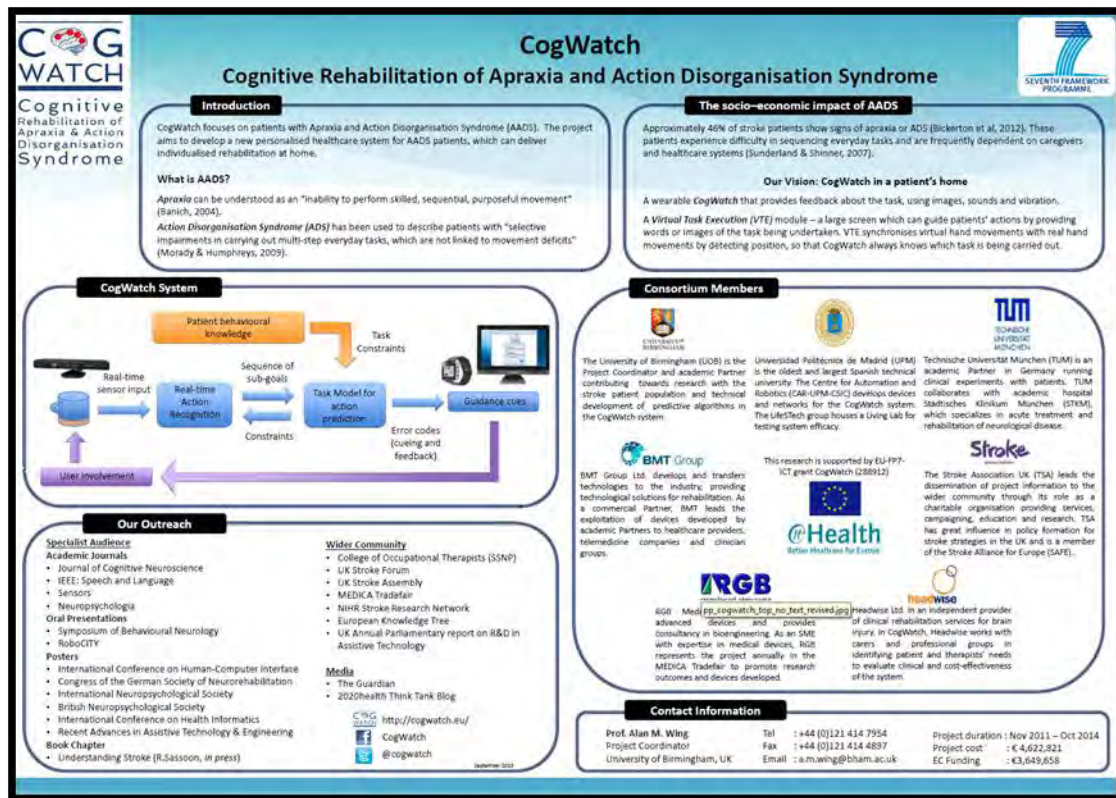 COG
WATCH
Cognitive
Rehabilitation of
Apraxia & Action
Disorganisation
Syndrome
CogWatch
Cognitive Rehabilitation of Apraxia and Action Disorganisation Syndrome
SEVENTH FRAMEWORK
PROGRAMME
Introduction
CogWatch focuses on patients with Apraxia and Action Disorganisation Syndrome (AADS). The project
aims to develop a new personalised healthcare system for AADS patients, which can deliver
individualised rehabilitation at home.
What is AADS?
Apraxia can be understood as an "inability to perform skilled, sequential, purposeful movement"
(Banich, 2004).
Action Disorganisation Syndrome (ADS) has been used to describe patients with "selective
impairments in carrying out multi-step everyday tasks, which are not linked to movement deficits"
(Morady & Humphreys, 2009).
The socio–economic impact of AADS
Approximately 46% of stroke patients show signs of apraxia or ADS (Bickerton et al, 2012). These
patients experience difficulty in sequencing everyday tasks and are frequently dependent on caregivers
and healthcare systems (Sunderland & Shinner, 2007).
Our Vision: CogWatch in a patient's home
A wearable CogWatch that provides feedback about the task, using images, sounds and vibration.
A Virtual Task Execution (VTE) module – a large screen which can guide patients' actions by providing
words or images of the task being undertaken. VTE synchronises virtual hand movements with real hand
movements by detecting position, so that CogWatch always knows which task is being carried out.
CogWatch System
Patient behavioural
knowledge
Task
Constraints
Real-time
sensor input
Real-time
Action
Recognition
Sequence of
sub-goals
Constraints
Task Model for
action
prediction
Error codes
(cueing and
feedback)
Guidance cues
User Involvement
Consortium Members
UNIVERSITY OF
BIRMINGHAM
The University of Birmingham (UOB) is the
Project Coordinator and academic Partner
contributing towards research with the
stroke patient population and technical
development of predictive algorithms in
the CogWatch system.
Universidad Politécnica de Madrid (UPM)
is the oldest and largest Spanish technical
university. The Centre for Automation and
Robotics (CAR-UPM-CSIC) develops devices
and networks for the CogWatch system.
The LifeSTech group houses a Living Lab for
testing system efficacy.
TUM
TECHNISCHE
UNIVERSITÄT
MÜNCHEN
Technische Universität München (TUM) is an
academic Partner in Germany running
clinical experiments with patients. TUM
collaborates with academic hospital
Städtisches Klinikum München (STKM),
which specializes in acute treatment and
rehabilitation of neurological disease.
BMT Group
BMT Group Ltd. develops and transfers
technologies to the industry, providing
technological solutions for rehabilitation. As
a commercial Partner, BMT leads the
exploitation of devices developed by
academic Partners to healthcare providers,
telemedicine companies and clinician
groups.
This research is supported by EU-FP7-
ICT grant CogWatch (288912)
eHealth
Better Healthcare for Europe
Stroke
The Stroke Association UK (TSA) leads the
dissemination of project information to the
wider community through its role as a
charitable organisation providing services,
campaigning, education and research. TSA
has great influence in policy formation for
stroke strategies in the UK and is a member
of the Stroke Alliance for Europe (SAFE)..
RGB
RGB Medi
pp_cogwatch_top_no_text_revised.jpg
advanced devices and provides
consultancy in bioengineering. As an SME
with expertise in medical devices, RGB
represents the project annually in the
MEDICA Tradefair to promote research
outcomes and devices developed.
headwise
Headwise Ltd. in an independent provider
of clinical rehabilitation services for brain
injury. In CogWatch, Headwise works with
carers and professional groups in
identifying patient and therapists' needs
to evaluate clinical and cost-effectiveness
of the system.
Our Outreach
Specialist Audience
Academic Journals
• Journal of Cognitive Neuroscience
• IEEE: Speech and Language
• Sensors
• Neuropsychologia
Oral Presentations
• Symposium of Behavioural Neurology
• RoboCITY
Posters
• International Conference on Human–Computer Interface
• Congress of the German Society of Neurorehabilitation
• International Neuropsychological Society
• British Neuropsychological Society
• International Conference on Health Informatics
• Recent Advances in Assistive Technology & Engineering
Book Chapter
• Understanding Stroke (R.Sassoon, in press)
Wider Community
• College of Occupational Therapists (SSNP)
• UK Stroke Forum
• UK Stroke Assembly
• MEDICA Tradefair
• NIHR Stroke Research Network
• European Knowledge Tree
• UK Annual Parliamentary report on R&D in
Assistive Technology
Media
• The Guardian
• 2020health Think Tank Blog
COG
WATCH
http://cogwatch.eu/
CogWatch
@cogwatch
Contact Information
Prof. Alan M. Wing
Project Coordinator
University of Birmingham, UK
Tel : +44 (0)121 414 7954
Fax : +44 (0)121 414 4897
Email : a.m.wing@bham.ac.uk
Project duration : Nov 2011 – Oct 2014
Project cost : € 4,622,821
EC Funding : €3,649,658